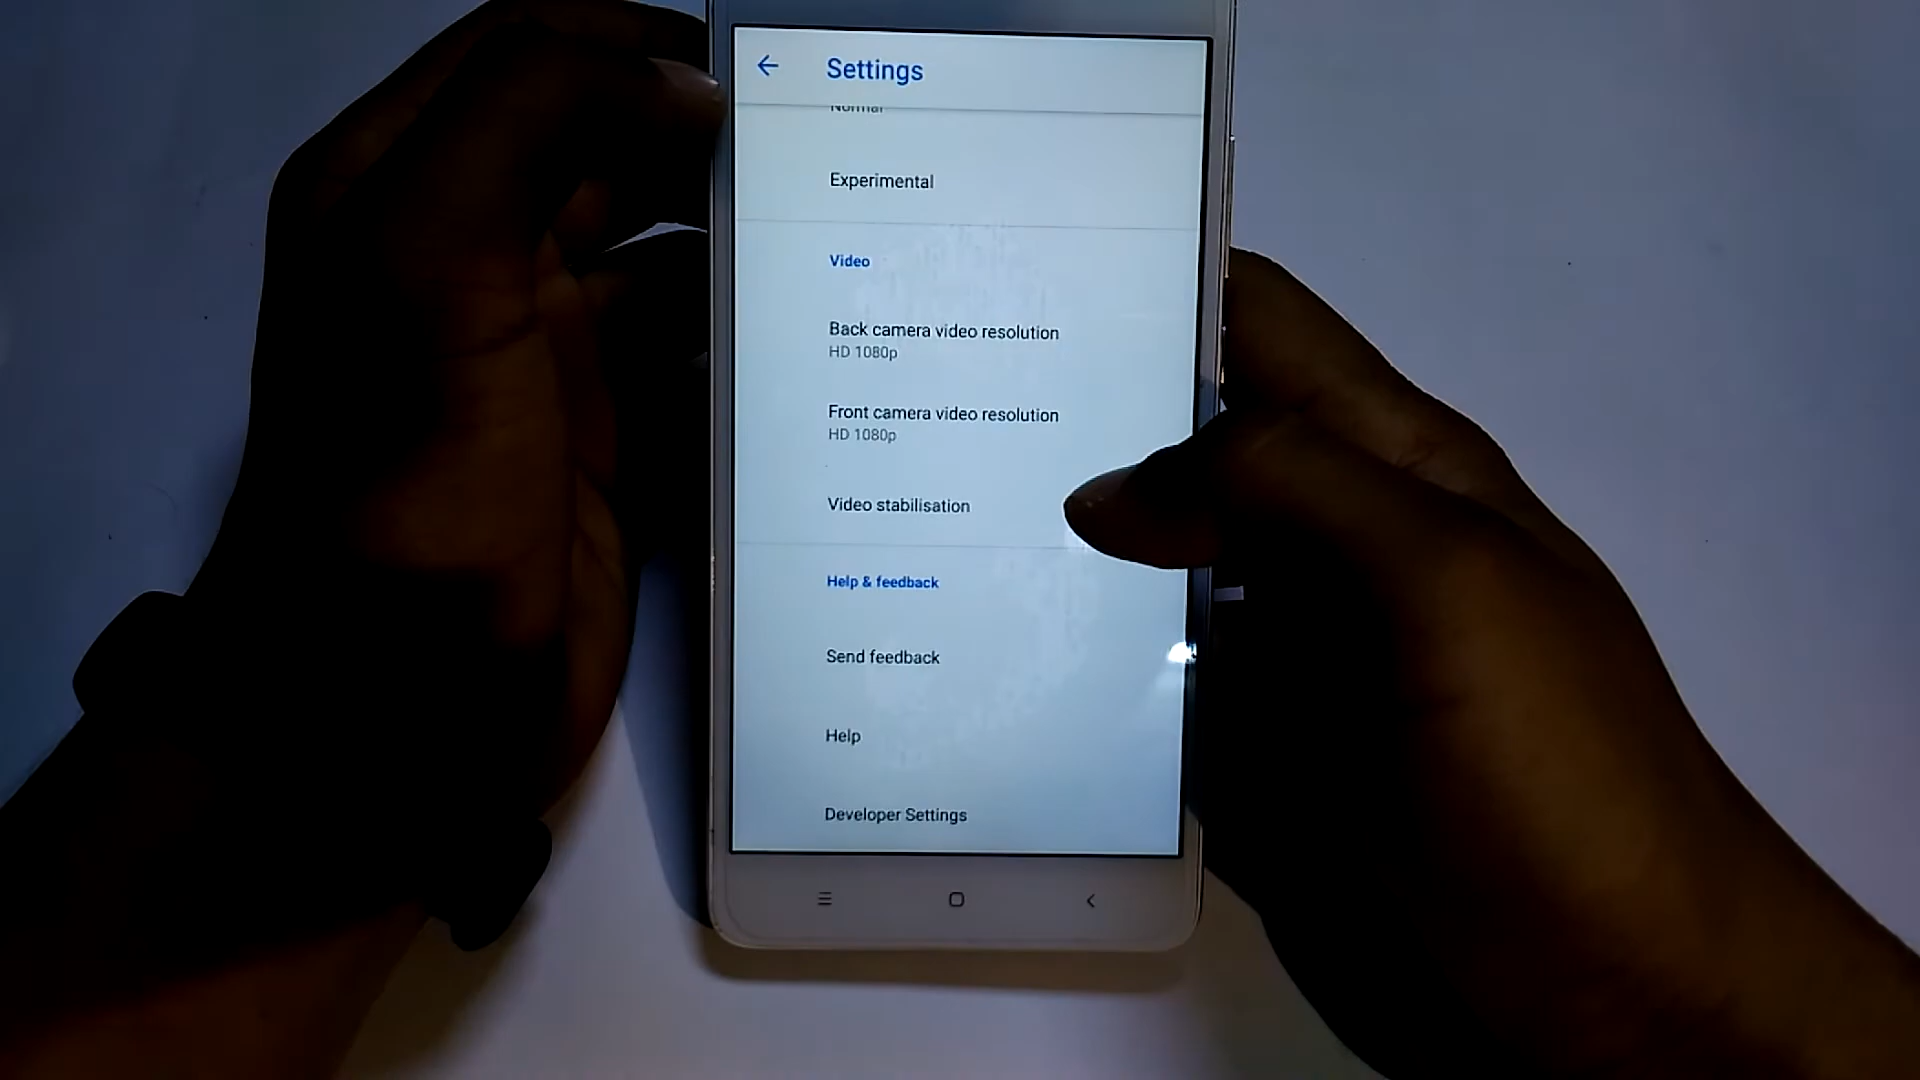 Settings
Normal
Experimental
Video
Back camera video resolution
HD 1080p
Front camera video resolution
HD 1080p
Video stabilisation
Help & feedback
Send feedback
Help
Developer Settings